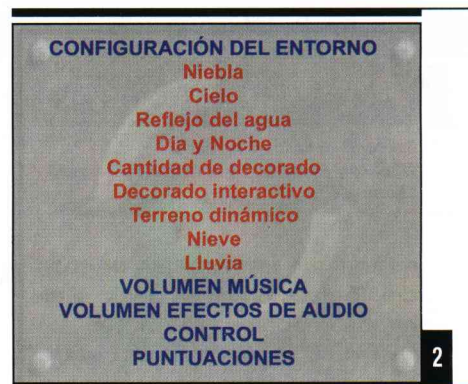 CONFIGURACIÓN DEL ENTORNO
Niebla
Cielo
Reflejo del agua
Día y Noche
Cantidad de decorado
Decorado interactivo
Terreno dinámico
Nieve
Lluvia
VOLUMEN MÚSICA
VOLUMEN EFECTOS DE AUDIO
CONTROL
PUNTUACIONES
2